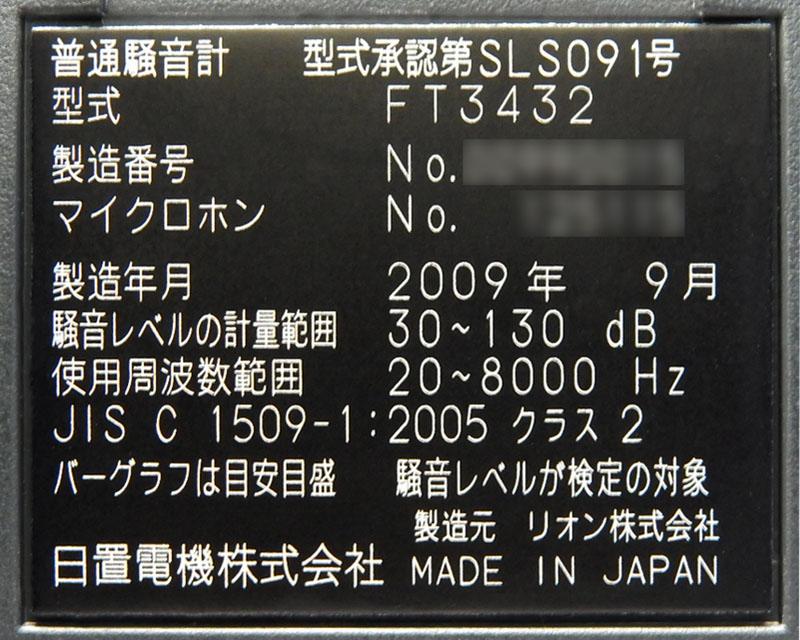 普通騒音計 型式承認第SLS091号
型式 FT3432
製造番号 No.
マイクロホン No.
製造年月 2009年 9月
騒音レベルの計量範囲 30~130 dB
使用周波数範囲 20~8000 Hz
JIS C 1509-1:2005 クラス 2
バーグラフは目安目盛 騒音レベルが検定の対象
製造元 リオン株式会社
日置電機株式会社 MADE IN JAPAN